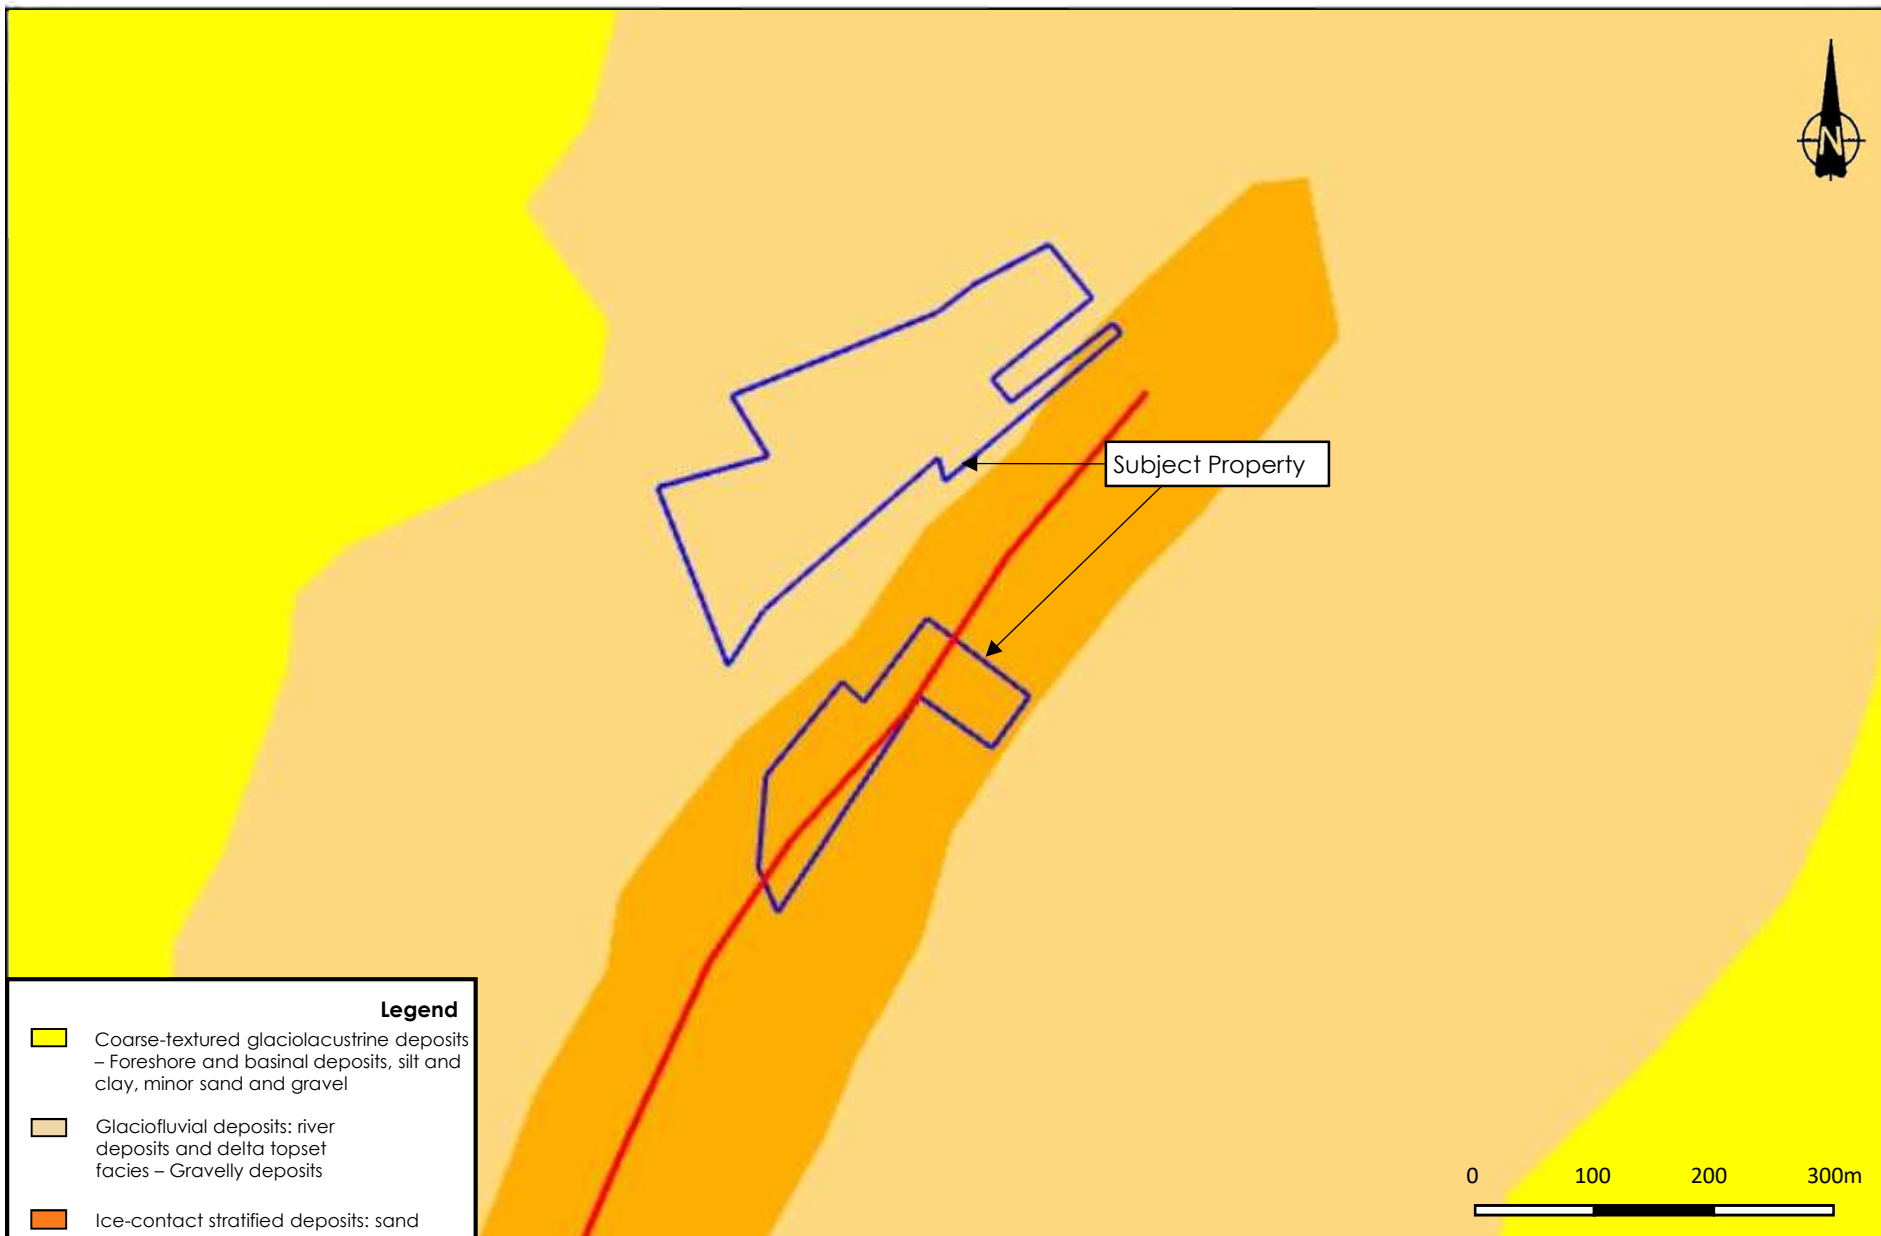 N
Subject Property
Legend
Coarse-textured glaciolacustrine deposits
– Foreshore and basinal deposits, silt and
clay, minor sand and gravel
Glaciofluvial deposits: river
deposits and delta topset
facies – Gravelly deposits
Ice-contact stratified deposits: sand
0 100 200 300m